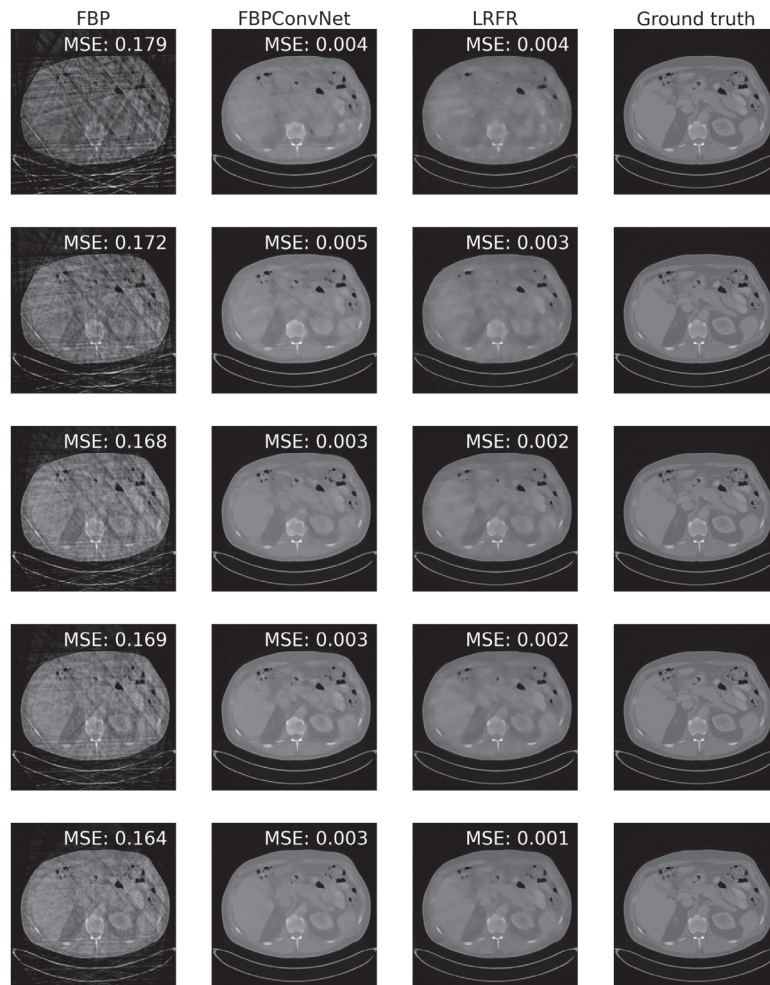 FBP FBPConvNet LRFR Ground truth
MSE: 0.179 MSE: 0.004 MSE: 0.004
MSE: 0.172 MSE: 0.005 MSE: 0.003
MSE: 0.168 MSE: 0.003 MSE: 0.002
MSE: 0.169 MSE: 0.003 MSE: 0.002
MSE: 0.164 MSE: 0.003 MSE: 0.001